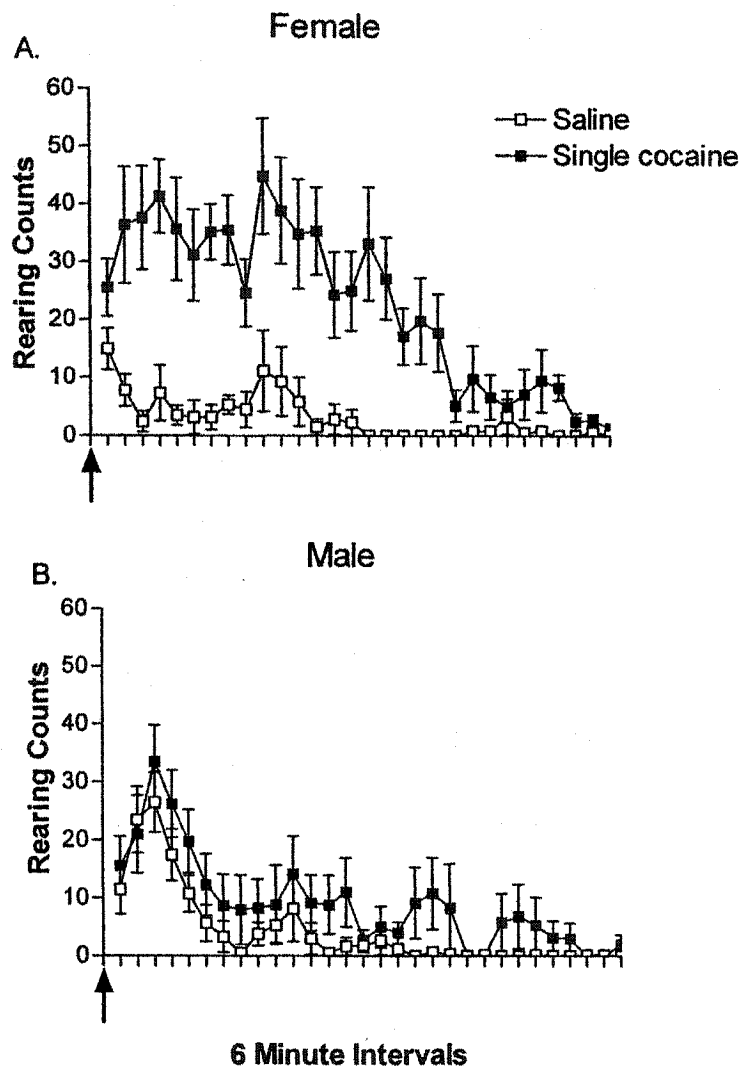 Female
A.
60
50
40
30
20
10
0
Rearing Counts
Saline
Single cocaine
Male
B.
60
50
40
30
20
10
0
Rearing Counts
6 Minute Intervals